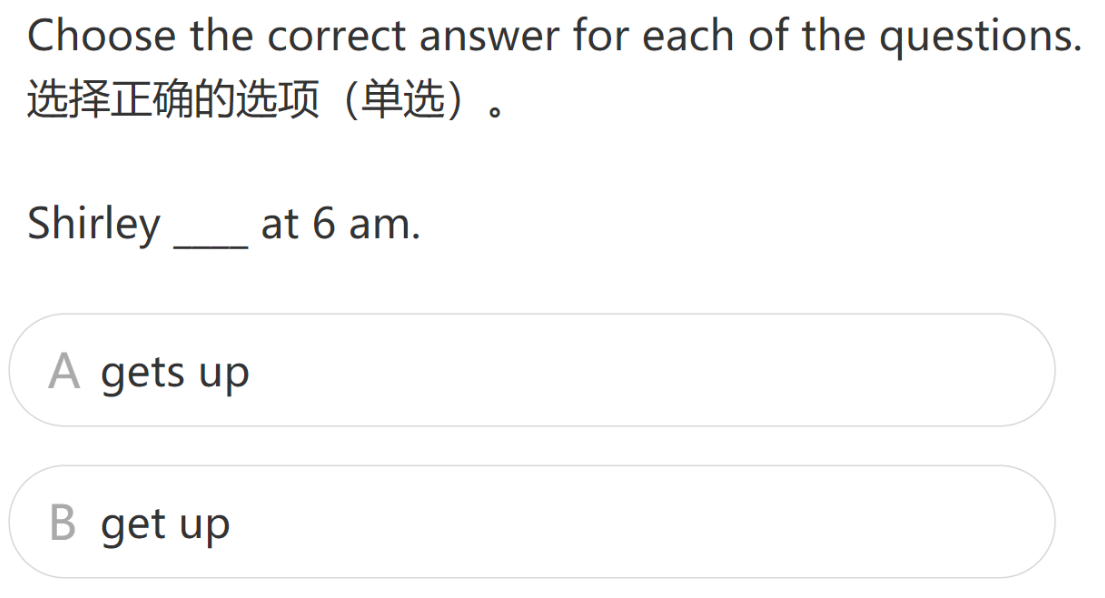 Choose the correct answer for each of the questions.
选择正确的选项（单选）。
Shirley ____ at 6 am.
A gets up
B get up